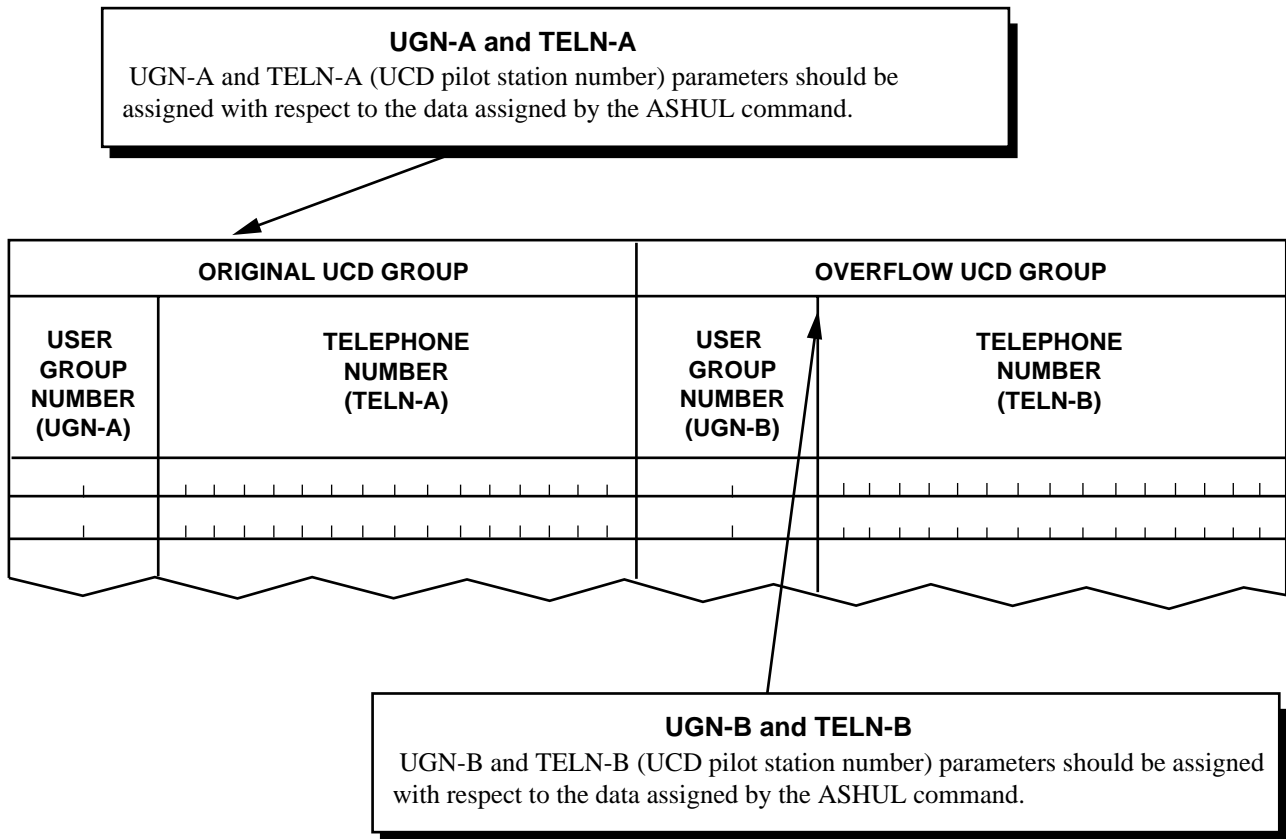 UGN-A and TELN-A
UGN-A and TELN-A (UCD pilot station number) parameters should be
assigned with respect to the data assigned by the ASHUL command.
ORIGINAL UCD GROUP
OVERFLOW UCD GROUP
USER
GROUP
NUMBER
(UGN-A)
TELEPHONE
NUMBER
(TELN-A)
USER
GROUP
NUMBER
(UGN-B)
TELEPHONE
NUMBER
(TELN-B)
UGN-B and TELN-B
UGN-B and TELN-B (UCD pilot station number) parameters should be assigned
with respect to the data assigned by the ASHUL command.